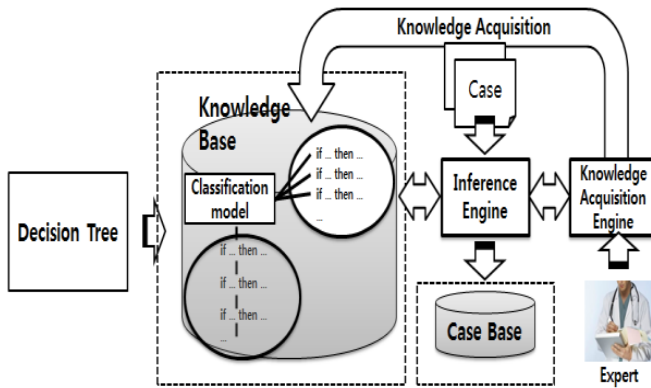 Knowledge Acquisition
Case
Knowledge
Base
if ... then ...
if ... then ...
if ... then ...
...
Classification
model
if ... then ...
if ... then ...
if ... then ...
...
Decision Tree
Inference
Engine
Knowledge
Acquisition
Engine
Case Base
Expert